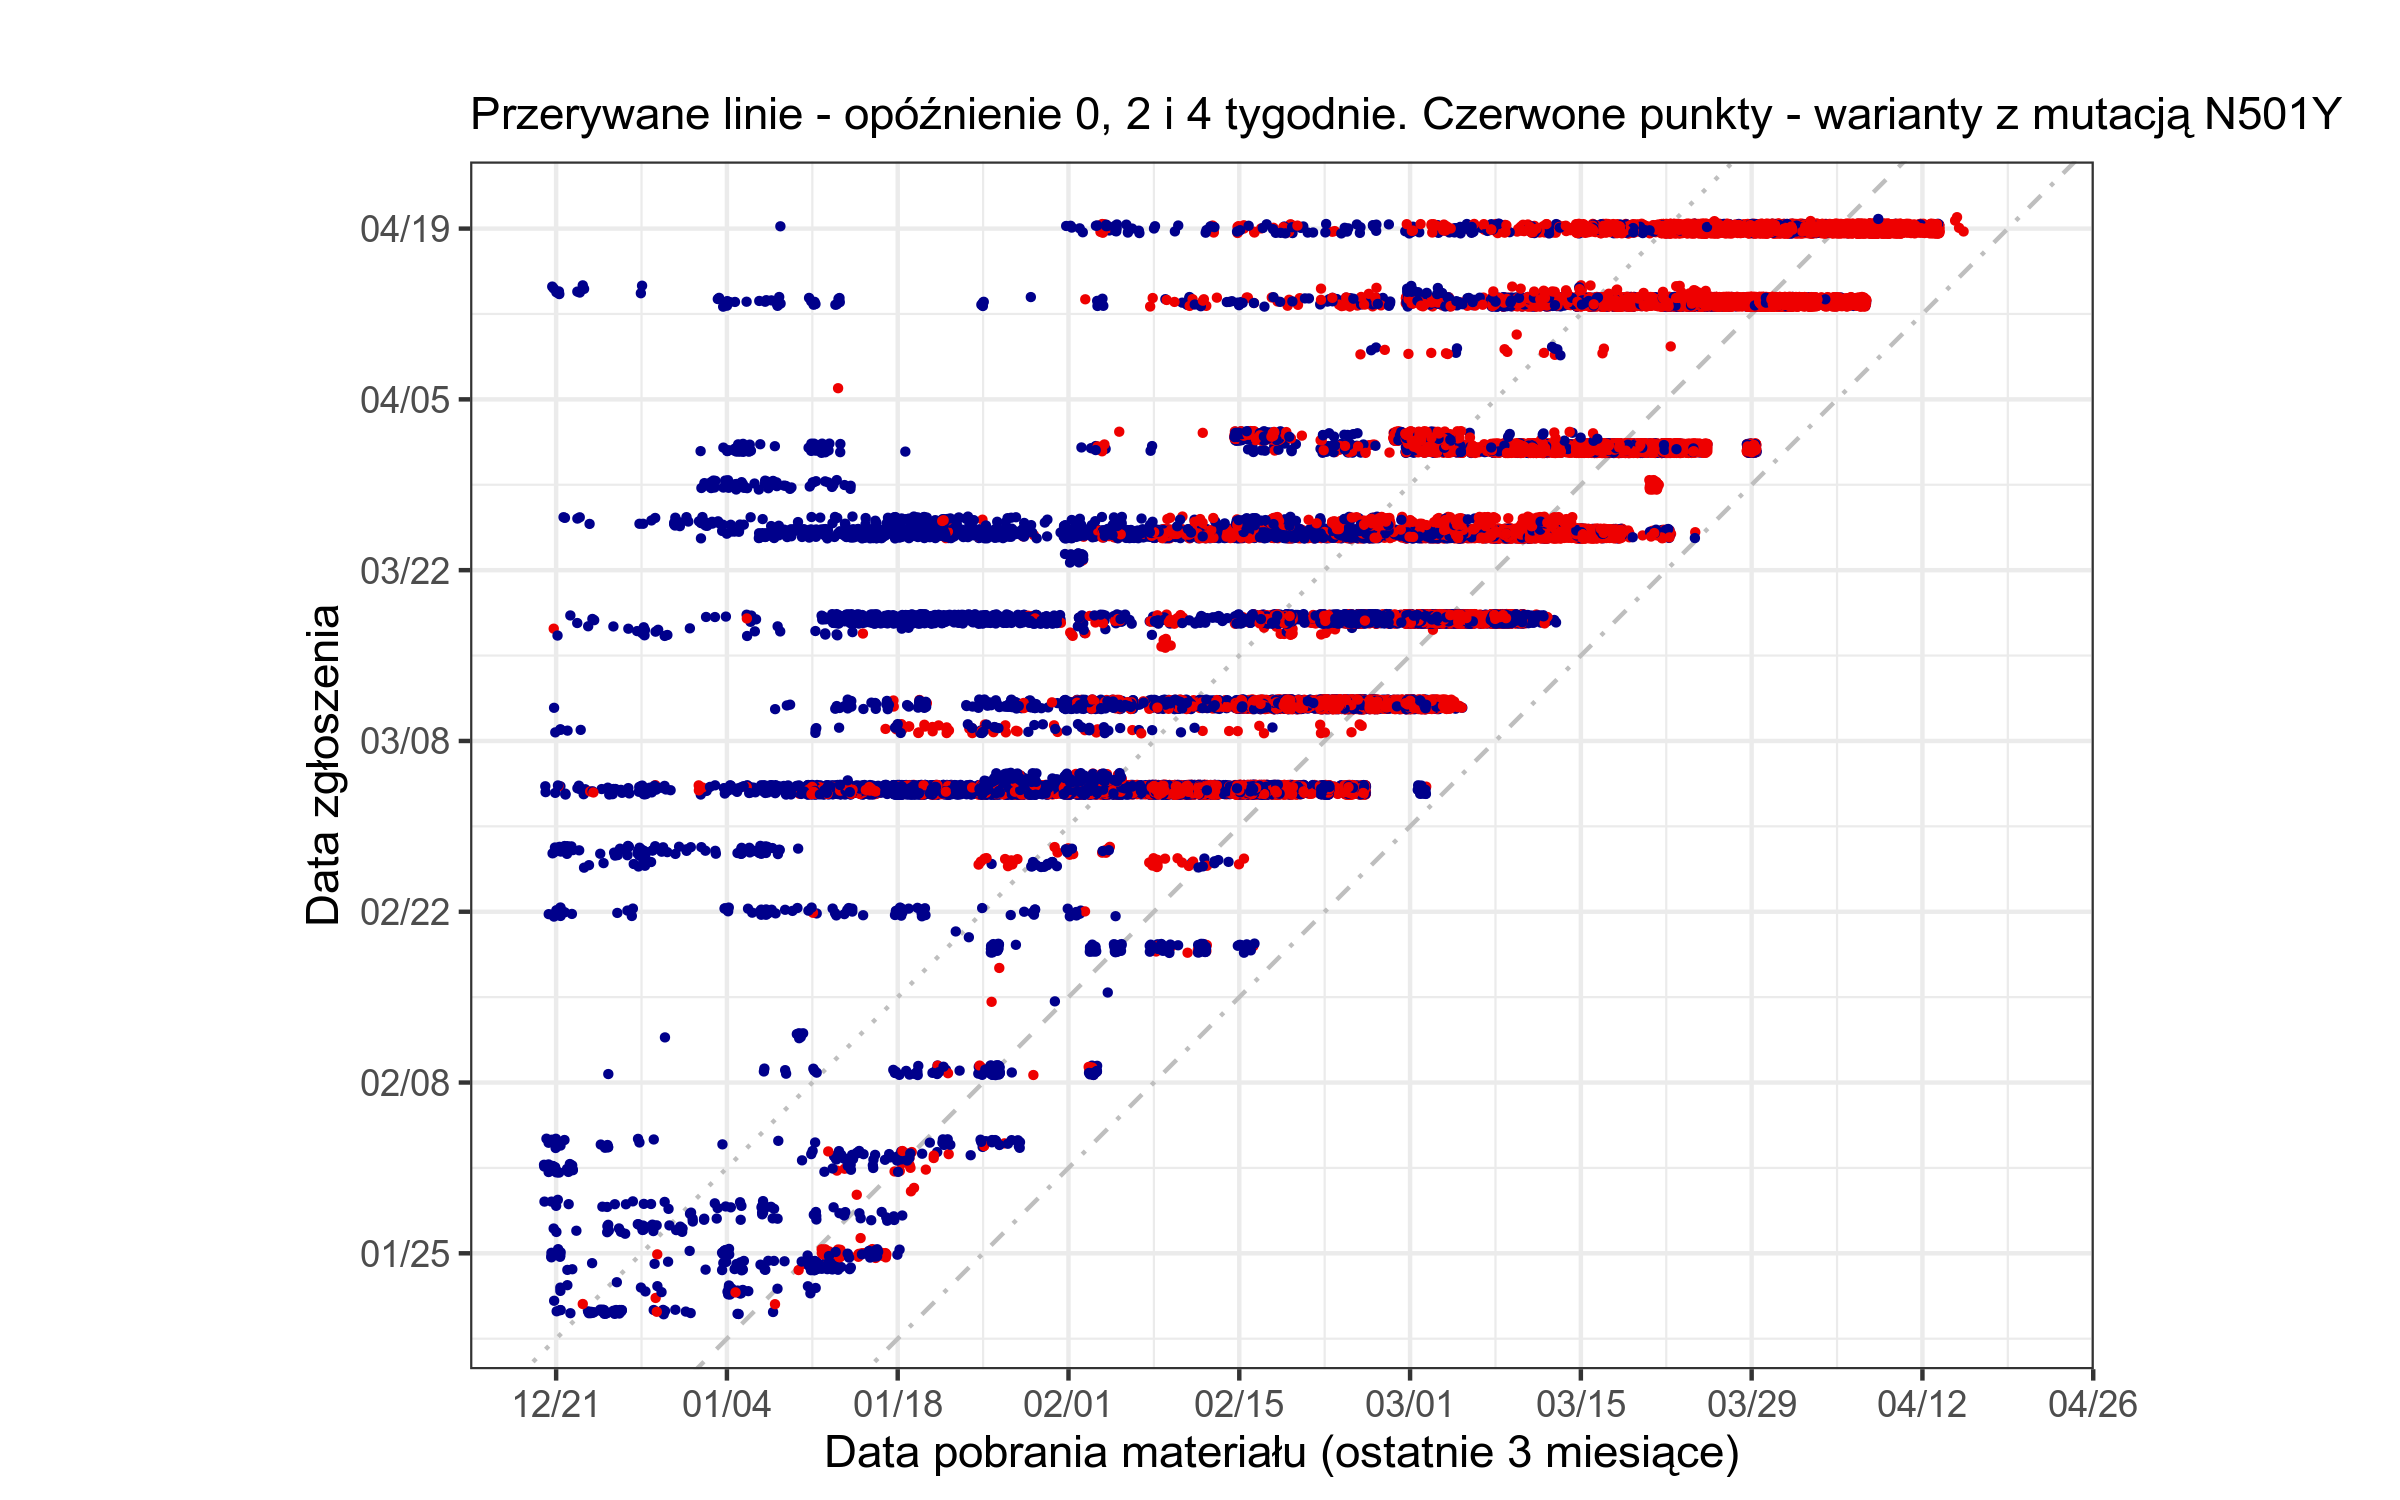 Przerywane linie - opóźnienie 0, 2 i 4 tygodnie. Czerwone punkty - warianty z mutacją N501Y
Data zgłoszenia
04/19
04/05
03/22
03/08
02/22
02/08
01/25
12/21 01/04 01/18 02/01 02/15 03/01 03/15 03/29 04/12 04/26
Data pobrania materiału (ostatnie 3 miesiące)